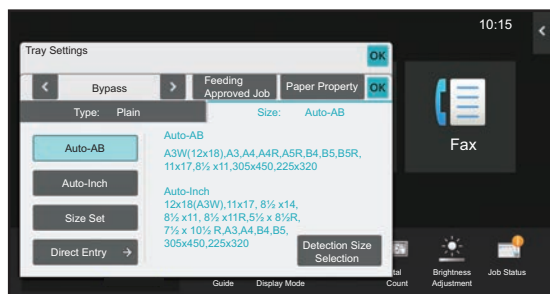 10:15
Tray Settings
OK
Bypass
Feeding
Approved Job
Paper Property
OK
Type: Plain
Size: Auto-AB
Auto-AB
Auto-Inch
Size Set
Direct Entry →
Auto-AB
A3W(12x18),A3,A4,A4R,A5R,B4,B5,B5R,
11x17,8½ x11,305x450,225x320
Auto-Inch
12x18(A3W),11x17, 8½ x14,
8½ x11, 8½ x11R,5½ x 8½R,
7½ x 10½ R,A3,A4,B4,B5,
305x450,225x320
Detection Size
Selection
Fax
Guide
Display Mode
Count
Brightness
Adjustment
Job Status